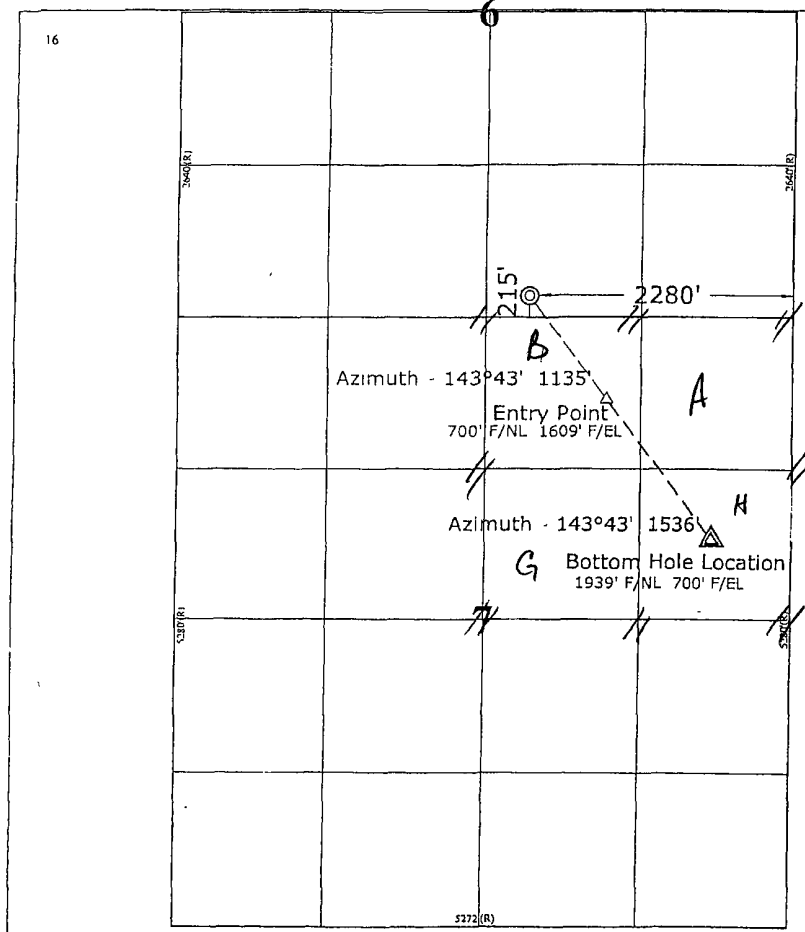 6
16
2640'(R)
2640'(R)
215'
2280'
B
Azimuth - 143°43' 1135'
A
Entry Point
700' F/NL 1609' F/EL
H
Azimuth - 143°43' 1536'
G
Bottom Hole Location
1939' F/NL 700' F/EL
7
5280'(R)
5280'(R)
5272'(R)